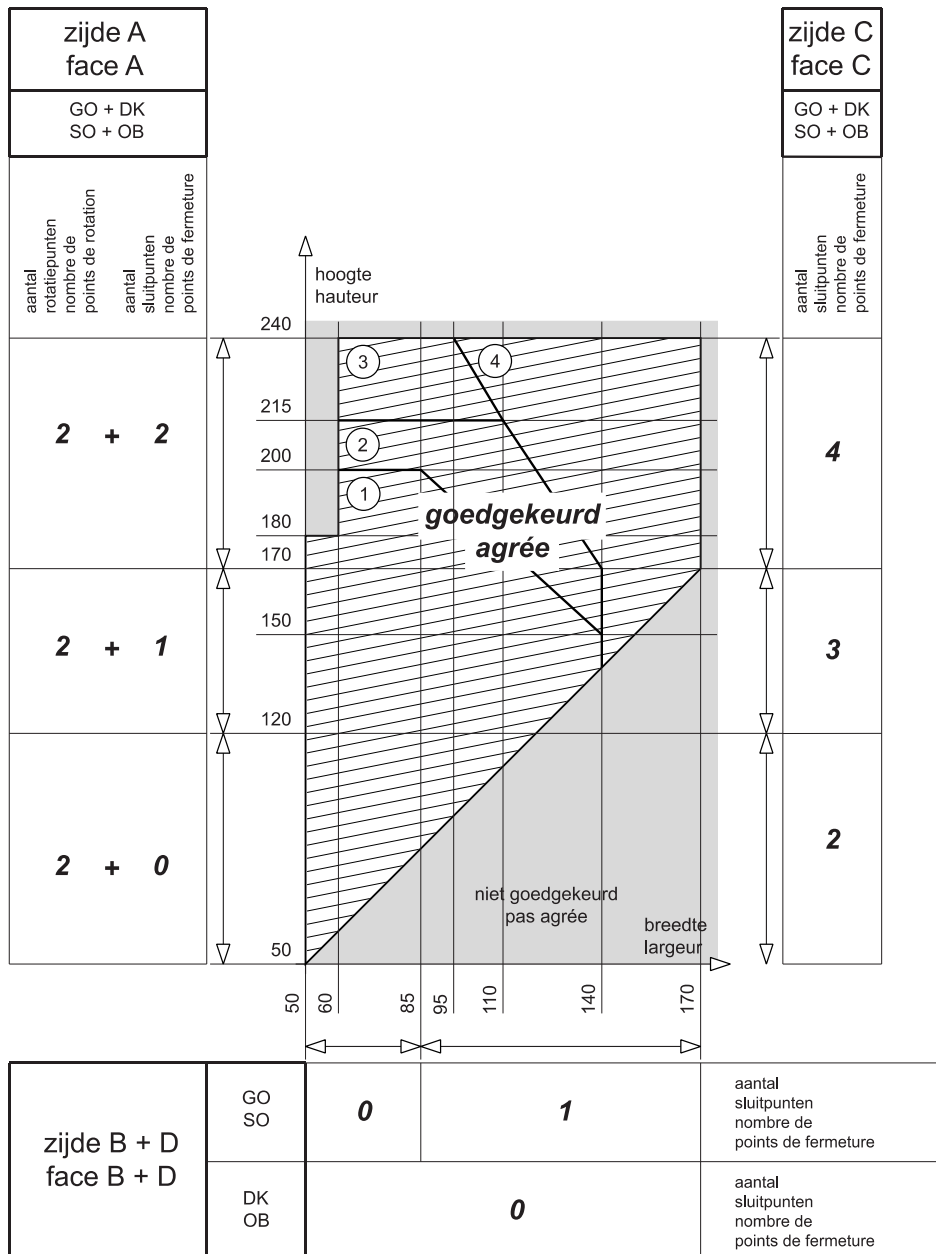 zijde A
face A
GO + DK
SO + OB
aantal
rotatiepunten
nombre de
points de rotation
aantal
sluitpunten
nombre de
points de fermeture
zijde C
face C
GO + DK
SO + OB
aantal
sluitpunten
nombre de
points de fermeture
hoogte
hauteur
240
215
200
180
170
150
120
50
2 + 2
2 + 1
2 + 0
3
4
2
1
goedgekeurd
agrée
niet goedgekeurd
pas agrée
breedte
largeur
4
3
2
50
60
85
95
110
140
170
zijde B + D
face B + D
GO
SO
0
1
aantal
sluitpunten
nombre de
points de fermeture
DK
OB
0
aantal
sluitpunten
nombre de
points de fermeture